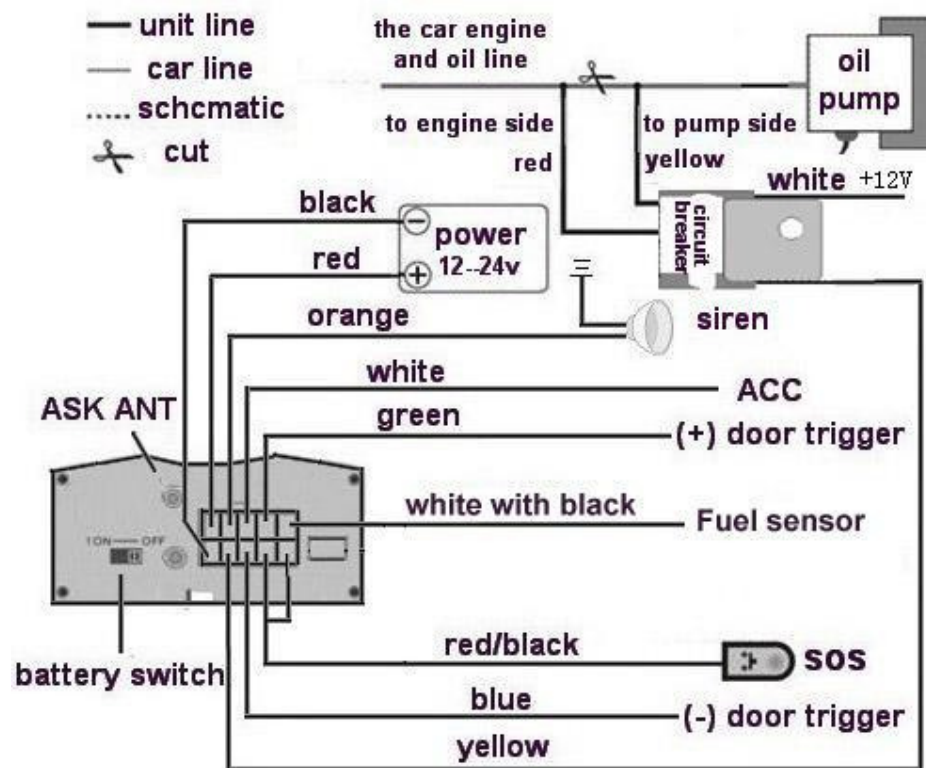 unit line
car line
schcmatic
cut
the car engine
and oil line
oil
pump
to engine side
red
to pump side
yellow
white +12V
circuit
breaker
black
power
12--24v
red
orange
siren
white
ACC
green
(+) door trigger
ASK ANT
white with black
Fuel sensor
ON OFF
battery switch
red/black
sos
blue
(-) door trigger
yellow